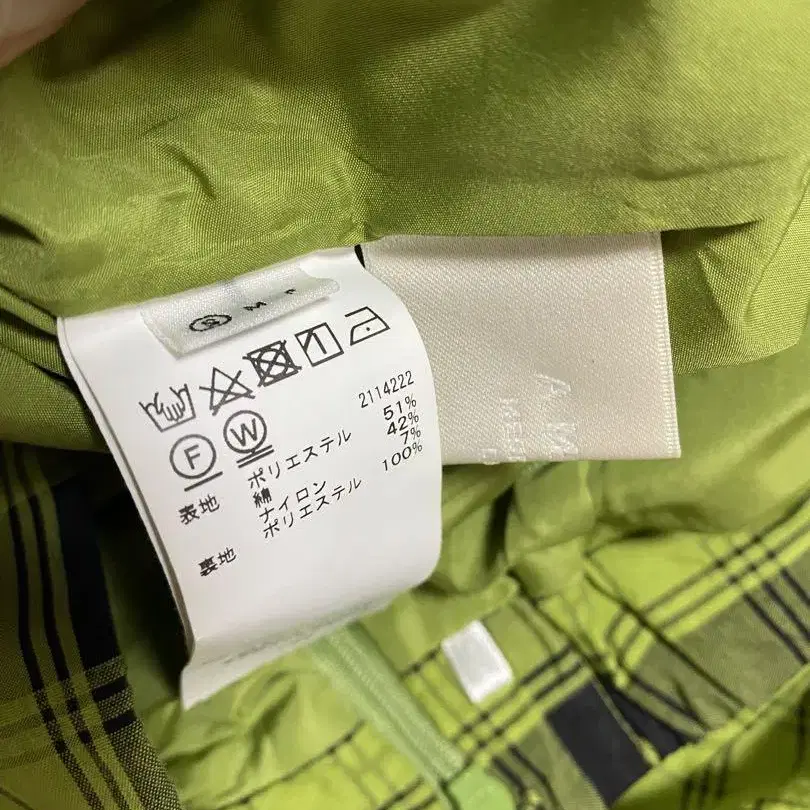 2114222
F W
表地 ポリエステル 51%
綿 42%
ナイロン 7%
裏地 ポリエステル 100%